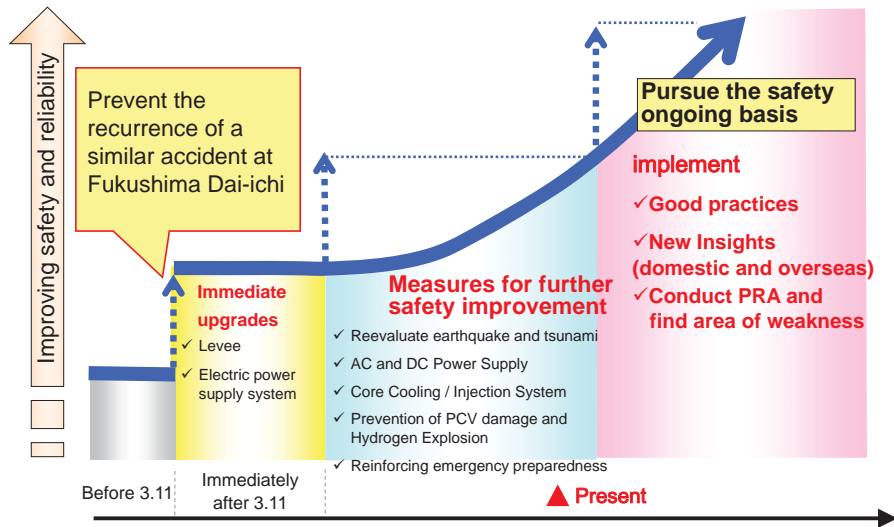 Improving safety and reliability
Prevent the
recurrence of a
similar accident at
Fukushima Dai-ichi
Immediate
upgrades
✓ Levee
✓ Electric power
supply system
Measures for further
safety improvement
✓ Reevaluate earthquake and tsunami
✓ AC and DC Power Supply
✓ Core Cooling / Injection System
✓ Prevention of PCV damage and
Hydrogen Explosion
✓ Reinforcing emergency preparedness
Pursue the safety
ongoing basis
implement
✓Good practices
✓New Insights
(domestic and overseas)
✓Conduct PRA and
find area of weakness
Before 3.11
Immediately
after 3.11
▲ Present